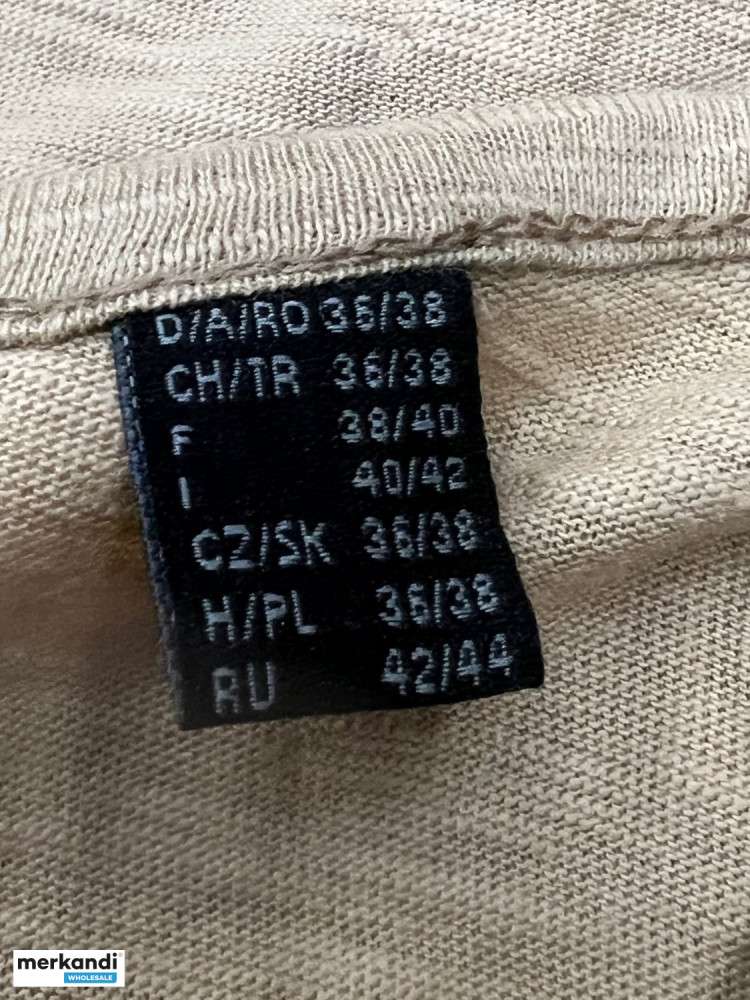 D/A/RO 36/38
CH/TR 36/38
F 38/40
I 40/42
CZ/SK 36/38
H/PL 36/38
RU 42/44
merkandi
WHOLESALE